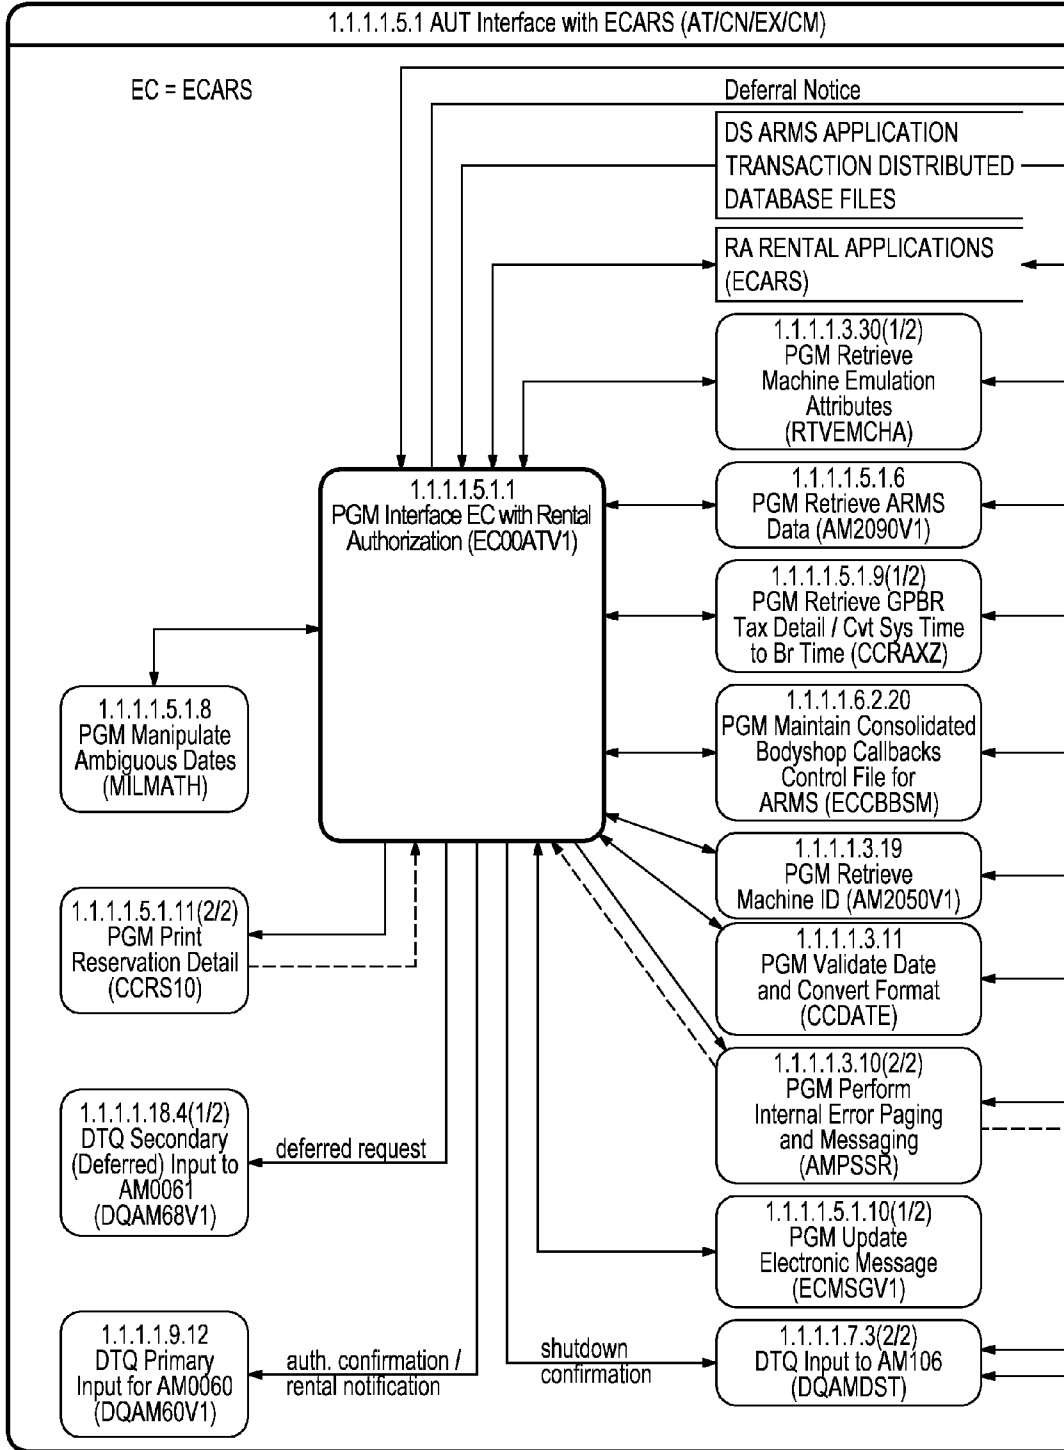 1.1.1.1.5.1 AUT Interface with ECARS (AT/CN/EX/CM)
EC = ECARS
Deferral Notice
DS ARMS APPLICATION
TRANSACTION DISTRIBUTED
DATABASE FILES
RA RENTAL APPLICATIONS
(ECARS)
1.1.1.1.3.30(1/2)
PGM Retrieve
Machine Emulation
Attributes
(RTVEMCHA)
1.1.1.1.5.1.1
PGM Interface EC with Rental
Authorization (EC00ATV1)
1.1.1.1.5.1.6
PGM Retrieve ARMS
Data (AM2090V1)
1.1.1.1.5.1.9(1/2)
PGM Retrieve GPBR
Tax Detail / Cvt Sys Time
to Br Time (CCRAXZ)
1.1.1.1.5.1.8
PGM Manipulate
Ambiguous Dates
(MILMATH)
1.1.1.1.6.2.20
PGM Maintain Consolidated
Bodyshop Callbacks
Control File for
ARMS (ECCBBSM)
1.1.1.1.3.19
PGM Retrieve
Machine ID (AM2050V1)
1.1.1.1.5.1.11(2/2)
PGM Print
Reservation Detail
(CCRS10)
1.1.1.1.3.11
PGM Validate Date
and Convert Format
(CCDATE)
1.1.1.1.3.10(2/2)
PGM Perform
Internal Error Paging
and Messaging
(AMPSSR)
1.1.1.1.18.4(1/2)
DTQ Secondary
(Deferred) Input to
AM0061
(DQAM68V1)
deferred request
1.1.1.1.5.1.10(1/2)
PGM Update
Electronic Message
(ECMSGV1)
1.1.1.1.9.12
DTQ Primary
Input for AM0060
(DQAM60V1)
auth. confirmation /
rental notification
shutdown
confirmation
1.1.1.1.7.3(2/2)
DTQ Input to AM106
(DQAMDST)